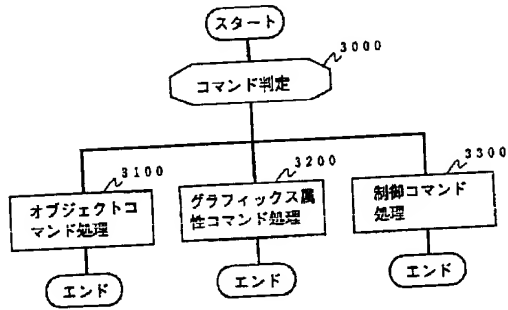 スタート
3000
コマンド判定
3100
オブジェクトコ
マンド処理
エンド
3200
グラフィックス属
性コマンド処理
エンド
3300
制御コマンド
処理
エンド